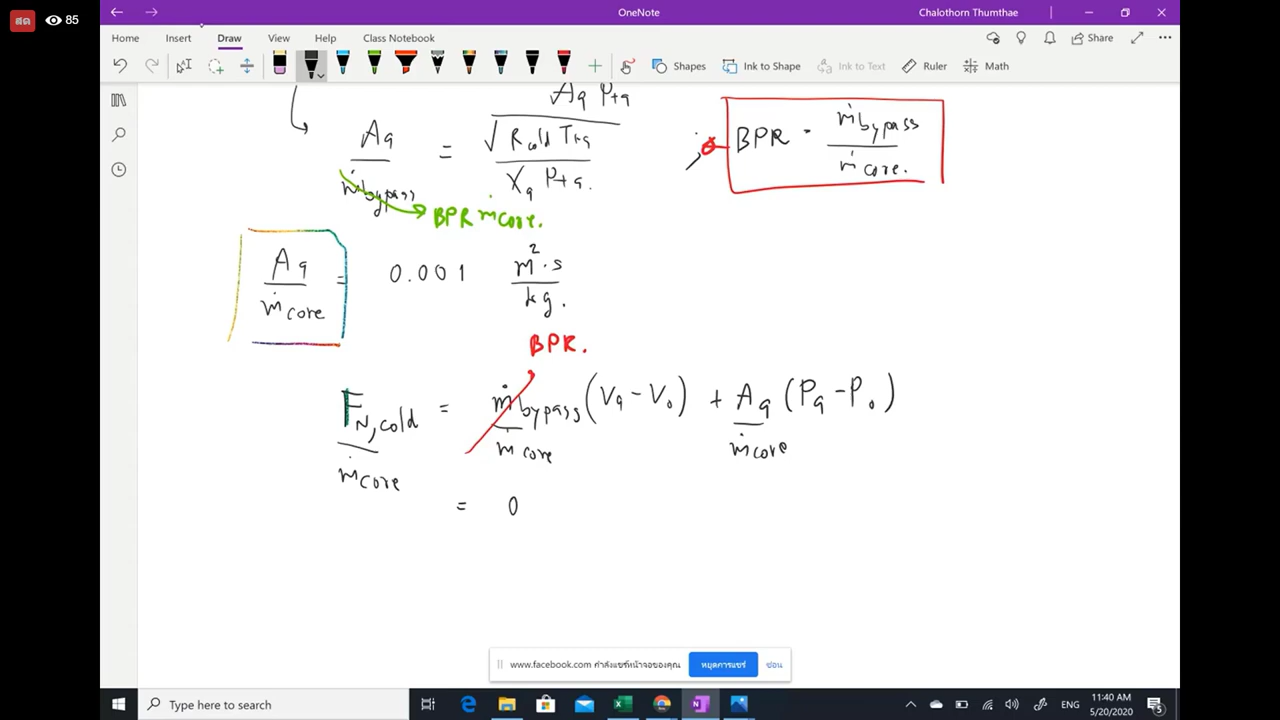 สด 85
OneNote
Chalothorn Thumthae
Home Insert Draw View Help Class Notebook
Share
Shapes Ink to Shape Ink to Text Ruler Math
A9 Pt9
A9 / ṁbypass = √Rcold Tt9 / X9 Pt9.
BPR ṁcore.
BPR = ṁbypass / ṁcore.
A9 / ṁcore = 0.001 m²·s / kg.
BPR.
FN,cold / ṁcore = ṁbypass / ṁcore (V9 - V0) + A9 / ṁcore (P9 - P0)
= 0
www.facebook.com กำลังแชร์หน้าจอของคุณ หยุดการแชร์ ซ่อน
Type here to search
ENG
11:40 AM
5/20/2020
5